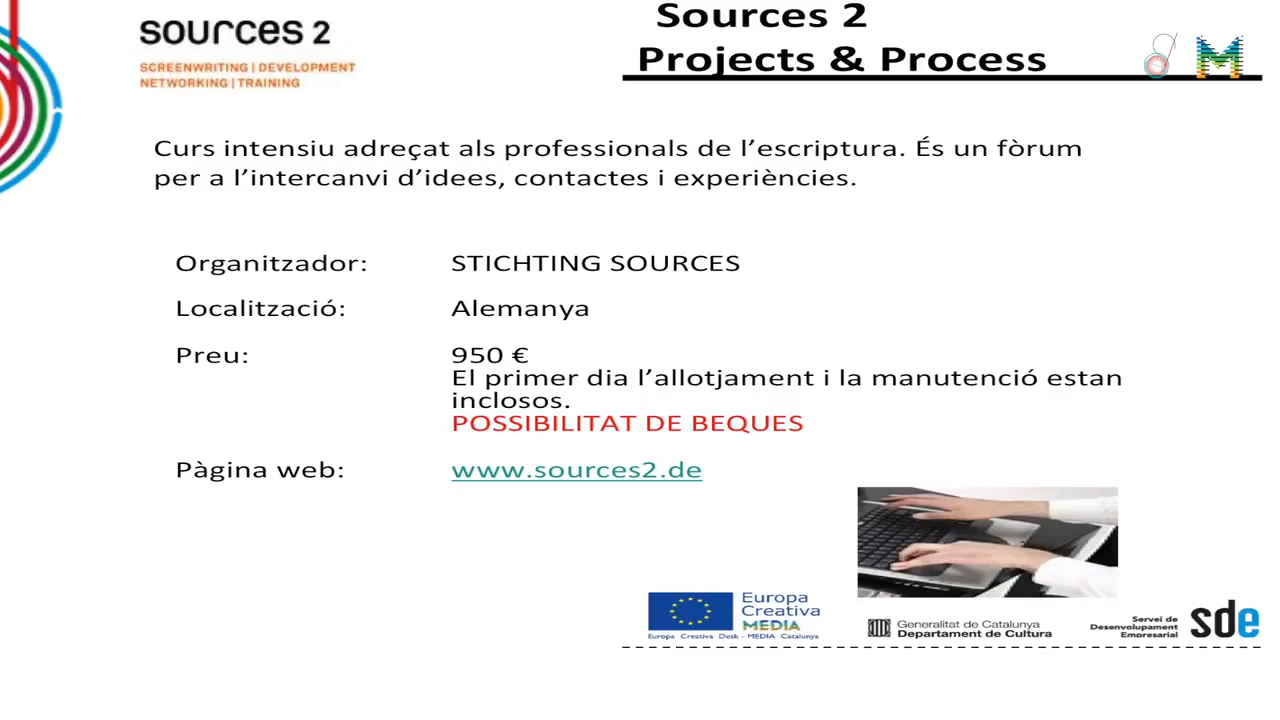 sources 2
SCREENWRITING | DEVELOPMENT
NETWORKING | TRAINING
Sources 2
Projects & Process
Curs intensiu adreçat als professionals de l’escriptura. És un fòrum
per a l’intercanvi d’idees, contactes i experiències.
Organitzador: STICHTING SOURCES
Localització: Alemanya
Preu: 950 €
El primer dia l’allotjament i la manutenció estan
inclosos.
POSSIBILITAT DE BEQUES
Pàgina web: www.sources2.de
Europa
Creativa
MEDIA
Europa Creativa Desk - MEDIA Catalunya
Generalitat de Catalunya
Departament de Cultura
Servei de
Desenvolupament
Empresarial
sde